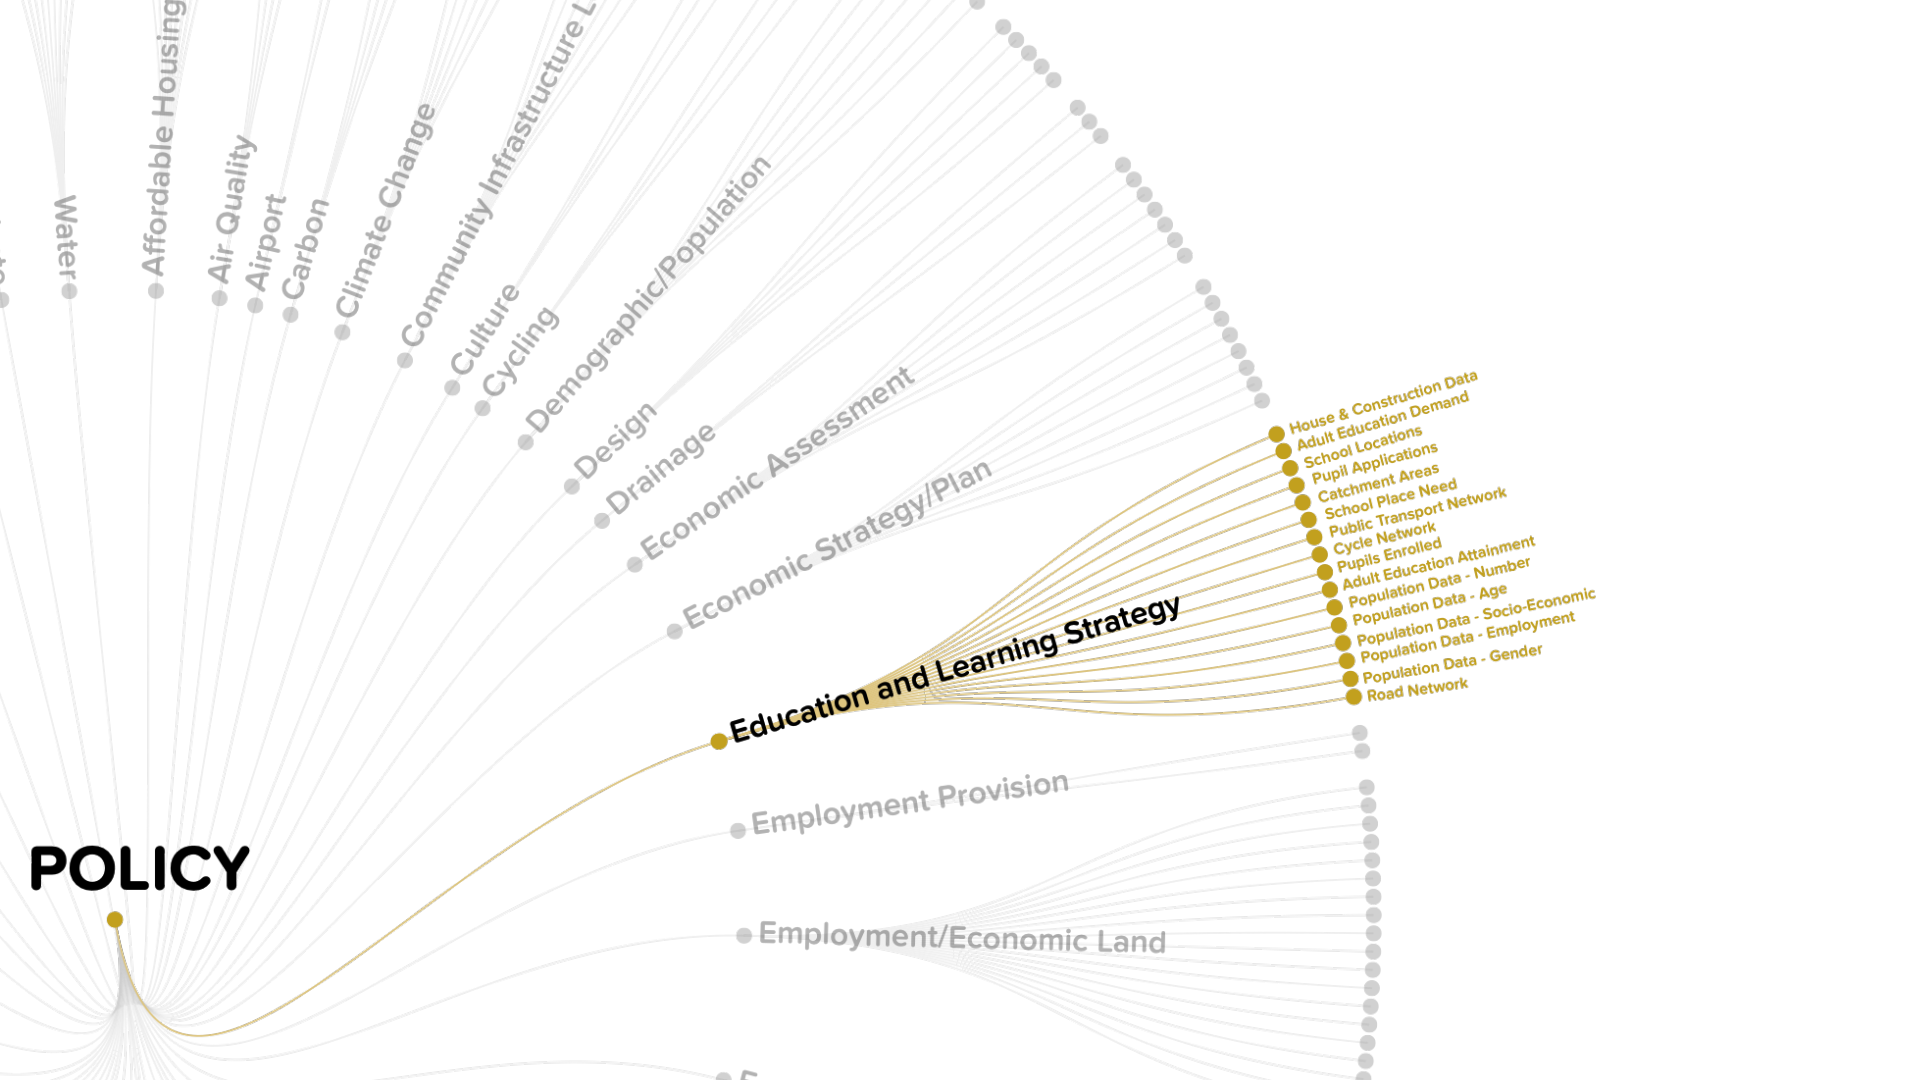 Water
Affordable Housing
Air Quality
Airport
Carbon
Climate Change
Community Infrastructure
Culture
Cycling
Demographic/Population
Design
Drainage
Economic Assessment
Economic Strategy/Plan
Education and Learning Strategy
House & Construction Data
Adult Education Demand
School Locations
Pupil Applications
Catchment Areas
School Place Need
Public Transport Network
Cycle Network
Pupils Enrolled
Adult Education Attainment
Population Data - Number
Population Data - Age
Population Data - Socio-Economic
Population Data - Employment
Population Data - Gender
Road Network
Employment Provision
POLICY
Employment/Economic Land